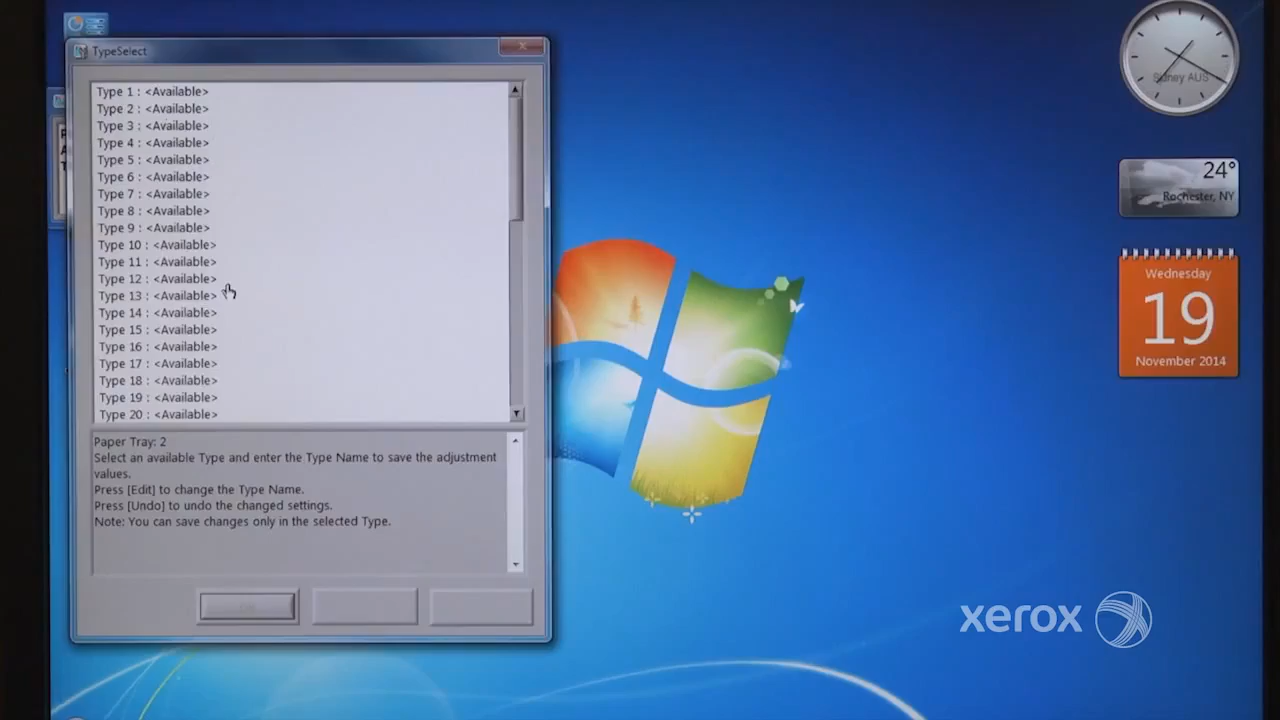 TypeSelect
Type 1 : <Available>
Type 2 : <Available>
Type 3 : <Available>
Type 4 : <Available>
Type 5 : <Available>
Type 6 : <Available>
Type 7 : <Available>
Type 8 : <Available>
Type 9 : <Available>
Type 10 : <Available>
Type 11 : <Available>
Type 12 : <Available>
Type 13 : <Available>
Type 14 : <Available>
Type 15 : <Available>
Type 16 : <Available>
Type 17 : <Available>
Type 18 : <Available>
Type 19 : <Available>
Type 20 : <Available>
Paper Tray: 2
Select an available Type and enter the Type Name to save the adjustment
values.
Press [Edit] to change the Type Name.
Press [Undo] to undo the changed settings.
Note: You can save changes only in the selected Type.
Sidney AUS
24°
Rochester, NY
Wednesday
19
November 2014
xerox